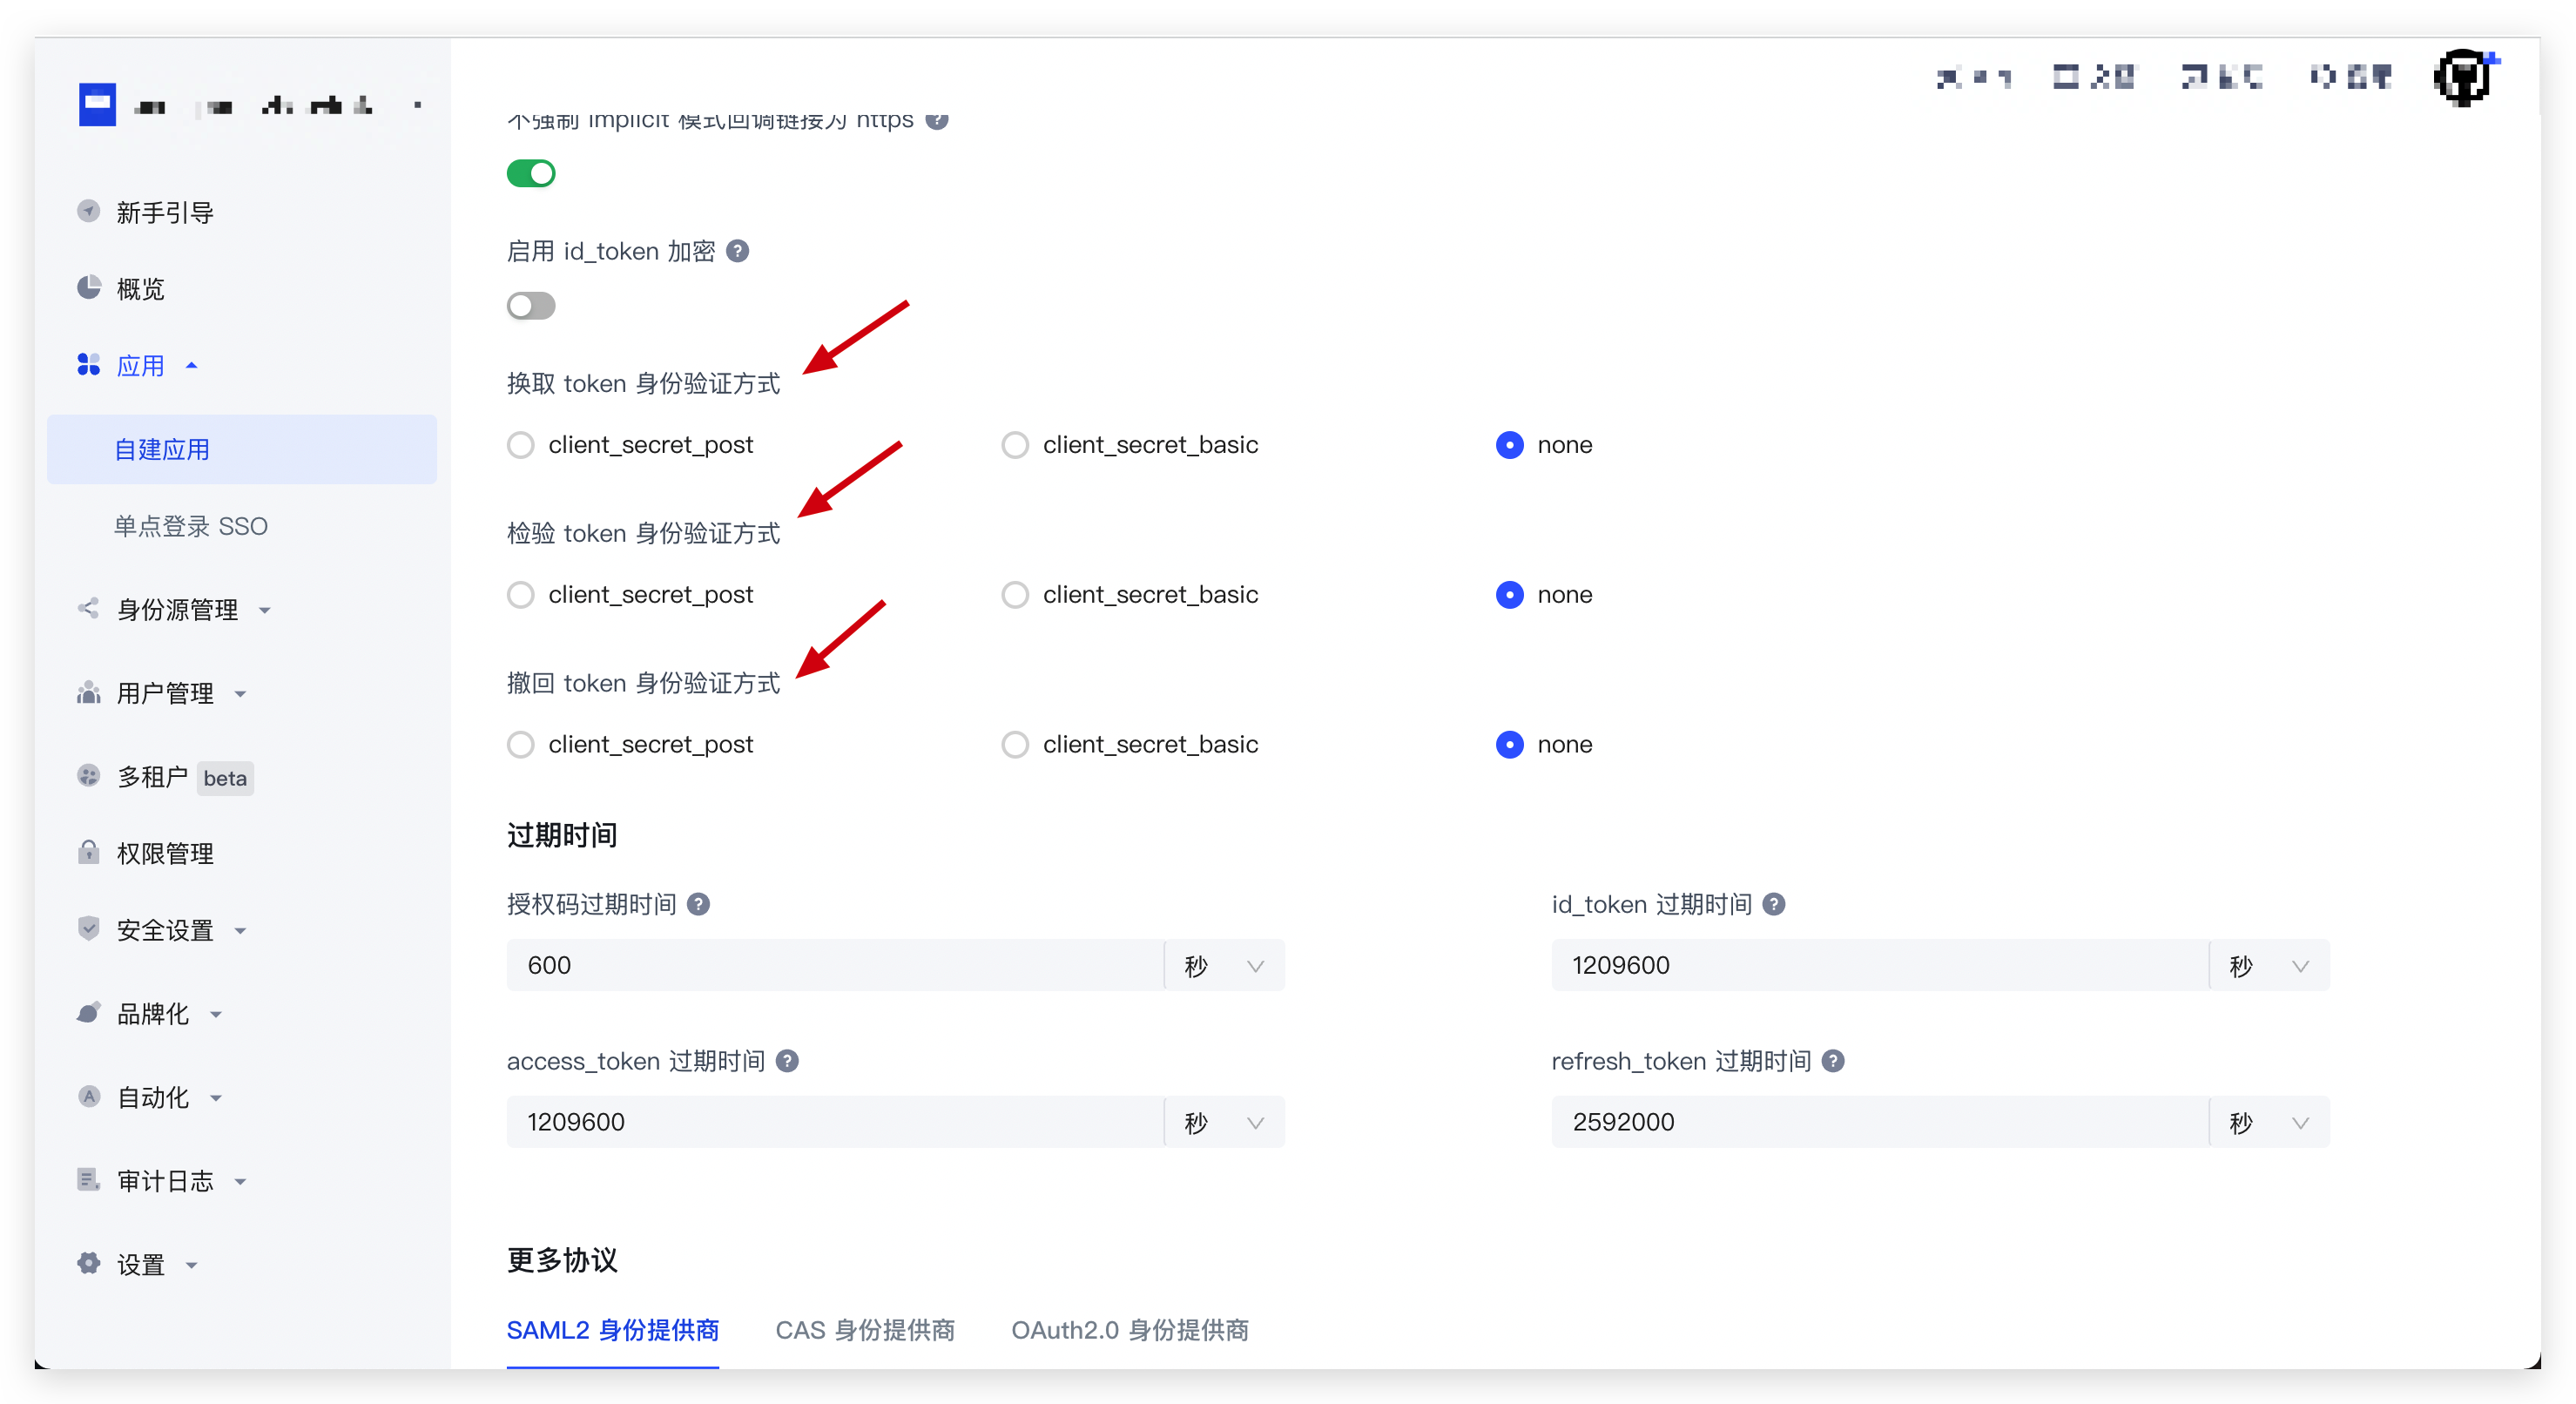 不强制 implicit 模式回调链接为 https
新手引导
启用 id_token 加密
概览
应用
换取 token 身份验证方式
client_secret_post client_secret_basic none
自建应用
单点登录 SSO
检验 token 身份验证方式
client_secret_post client_secret_basic none
身份源管理
撤回 token 身份验证方式
用户管理
client_secret_post client_secret_basic none
多租户 beta
过期时间
权限管理
授权码过期时间 id_token 过期时间
安全设置
600 秒 1209600 秒
品牌化
access_token 过期时间 refresh_token 过期时间
自动化
1209600 秒 2592000 秒
审计日志
更多协议
设置
SAML2 身份提供商 CAS 身份提供商 OAuth2.0 身份提供商